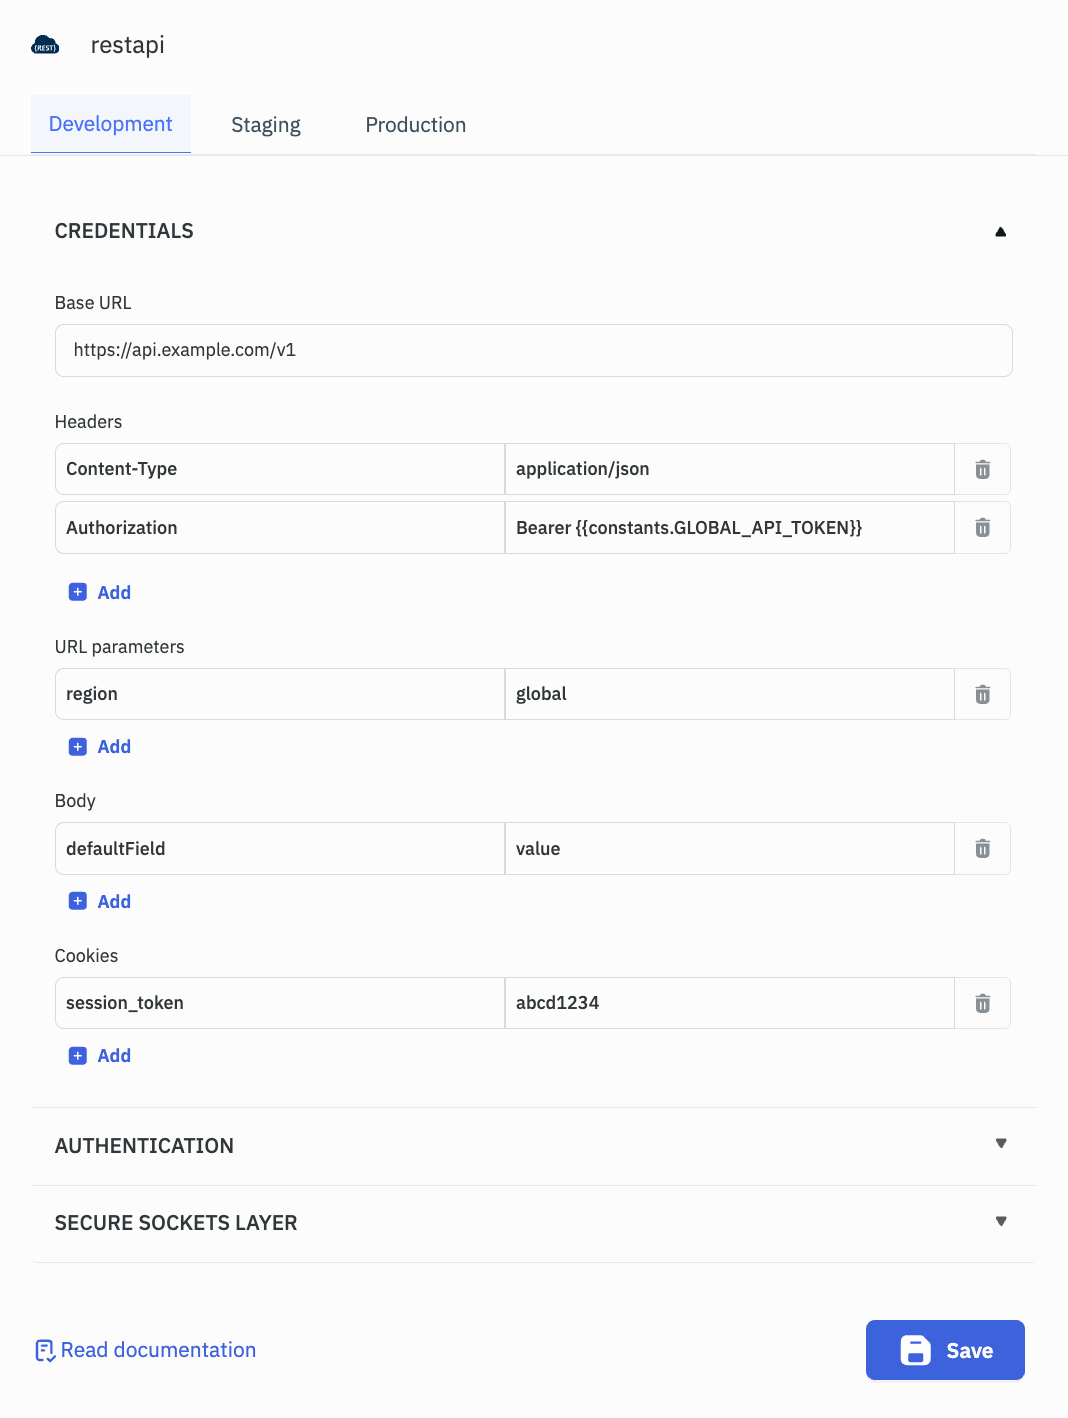 {REST}
restapi
Development Staging Production
CREDENTIALS
Base URL
https://api.example.com/v1
Headers
Content-Type application/json
Authorization Bearer {{constants.GLOBAL_API_TOKEN}}
Add
URL parameters
region global
Add
Body
defaultField value
Add
Cookies
session_token abcd1234
Add
AUTHENTICATION
SECURE SOCKETS LAYER
Read documentation
Save